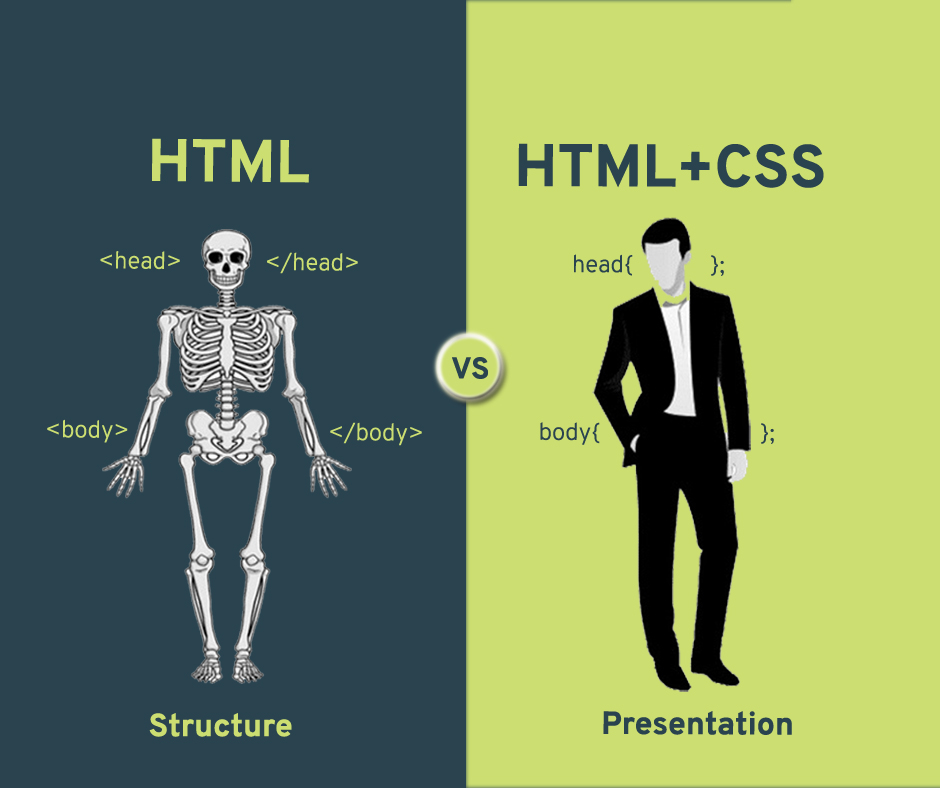 HTML
<head> </head>
<body> </body>
Structure
VS
HTML+CSS
head{ };
body{ };
Presentation